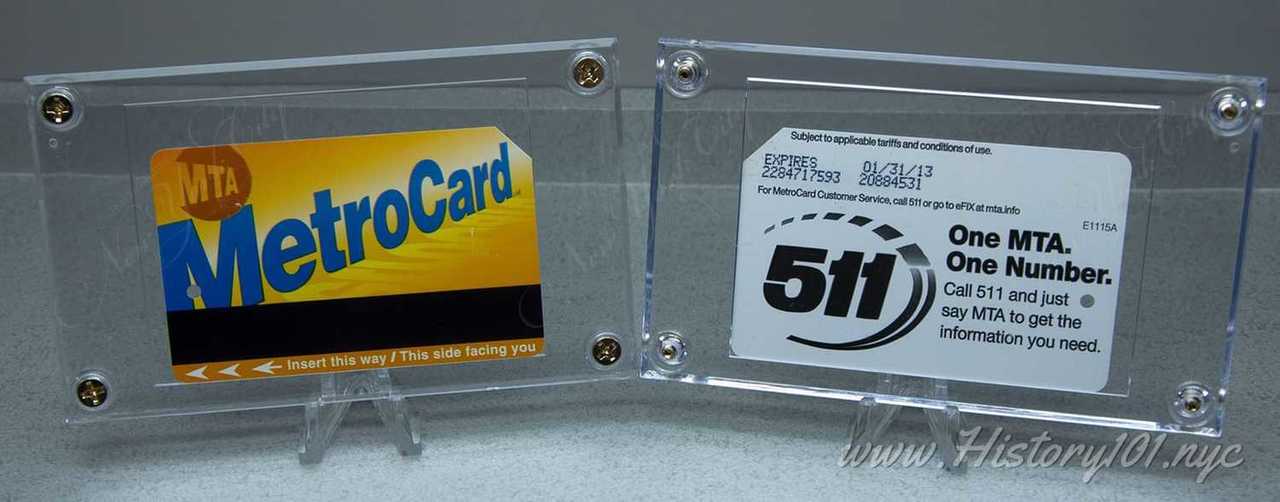 MTA
MetroCard
Insert this way / This side facing you
Subject to applicable tariffs and conditions of use.
EXPIRES 01/31/13
2284717593 20884531
For MetroCard Customer Service, call 511 or go to eFIX at mta.info
E1115A
511
One MTA.
One Number.
Call 511 and just
say MTA to get the
information you need.
www.History101.nyc